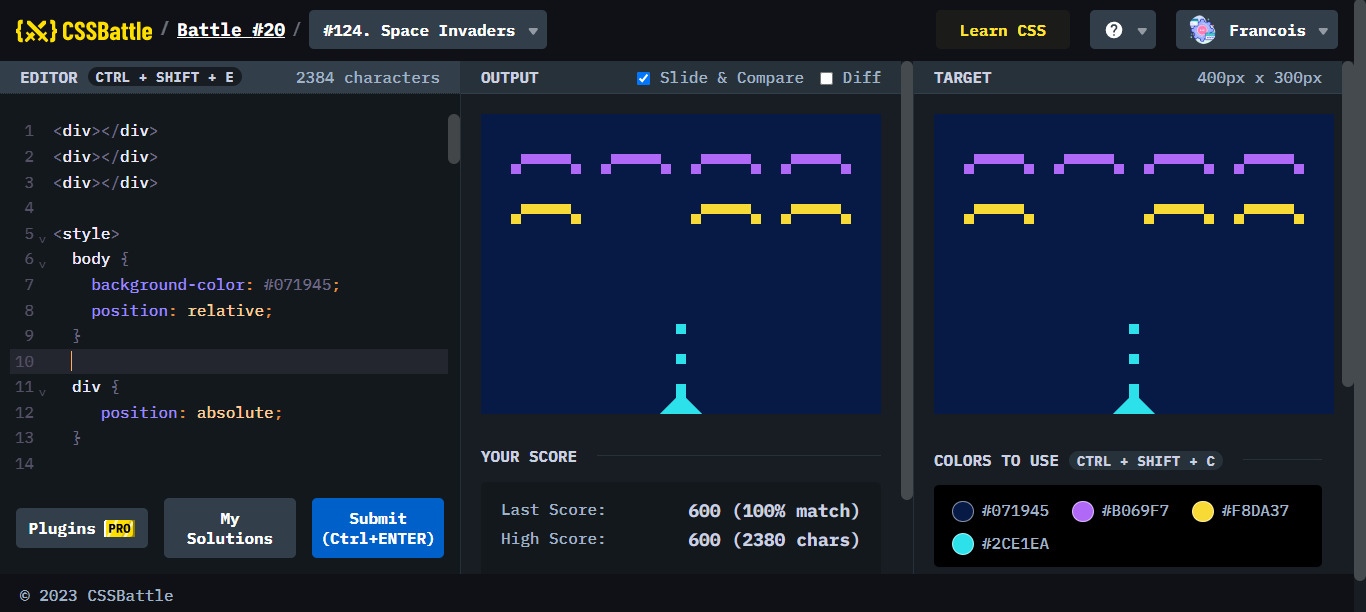 {X} CSSBattle / Battle #20 / #124. Space Invaders Learn CSS ? Francois
EDITOR CTRL + SHIFT + E 2384 characters OUTPUT Slide & Compare Diff TARGET 400px x 300px
1 <div></div>
2 <div></div>
3 <div></div>
4
5 <style>
6 body {
7 background-color: #071945;
8 position: relative;
9 }
10
11 div {
12 position: absolute;
13 }
14
YOUR SCORE
COLORS TO USE CTRL + SHIFT + C
Last Score: 600 (100% match)
High Score: 600 (2380 chars)
#071945 #B069F7 #F8DA37
#2CE1EA
Plugins PRO
My
Solutions
Submit
(Ctrl+ENTER)
© 2023 CSSBattle